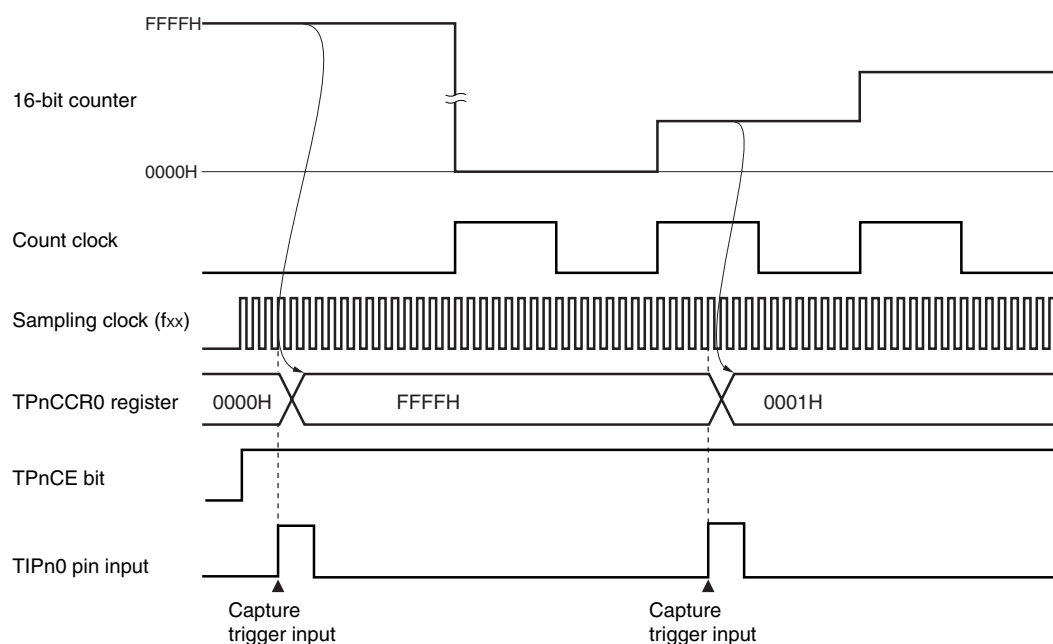 FFFFH
16-bit counter
0000H
Count clock
Sampling clock (fxx)
TPnCCR0 register
0000H
FFFFH
0001H
TPnCE bit
TIPn0 pin input
Capture
trigger input
Capture
trigger input